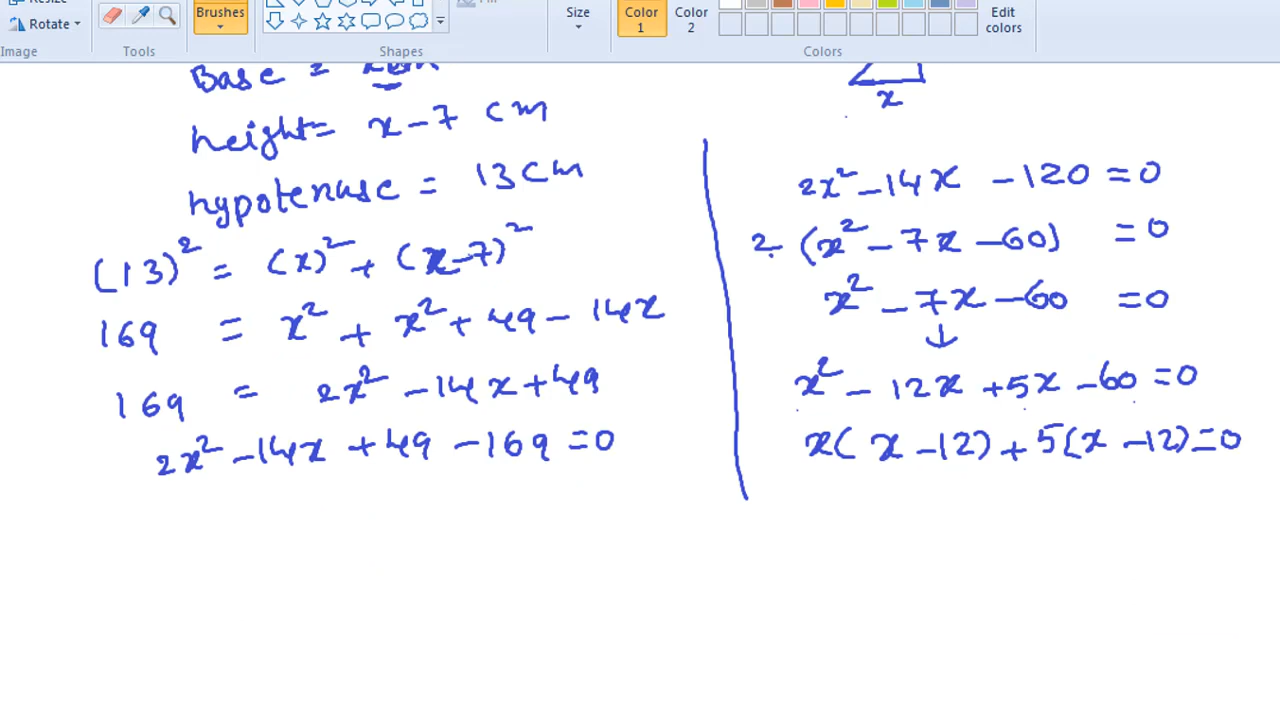 Resize
Rotate
Image
Tools
Brushes
Shapes
Fill
Size
Color 1
Color 2
Edit colors
Colors
Base = x cm
height = x - 7 cm
hypotenuse = 13 cm
(13)² = (x)² + (x-7)²
169 = x² + x² + 49 - 14x
169 = 2x² - 14x + 49
2x² - 14x + 49 - 169 = 0
x
2x² - 14x - 120 = 0
2. (x² - 7x - 60) = 0
x² - 7x - 60 = 0
↓
x² - 12x + 5x - 60 = 0
x(x - 12) + 5(x - 12) = 0